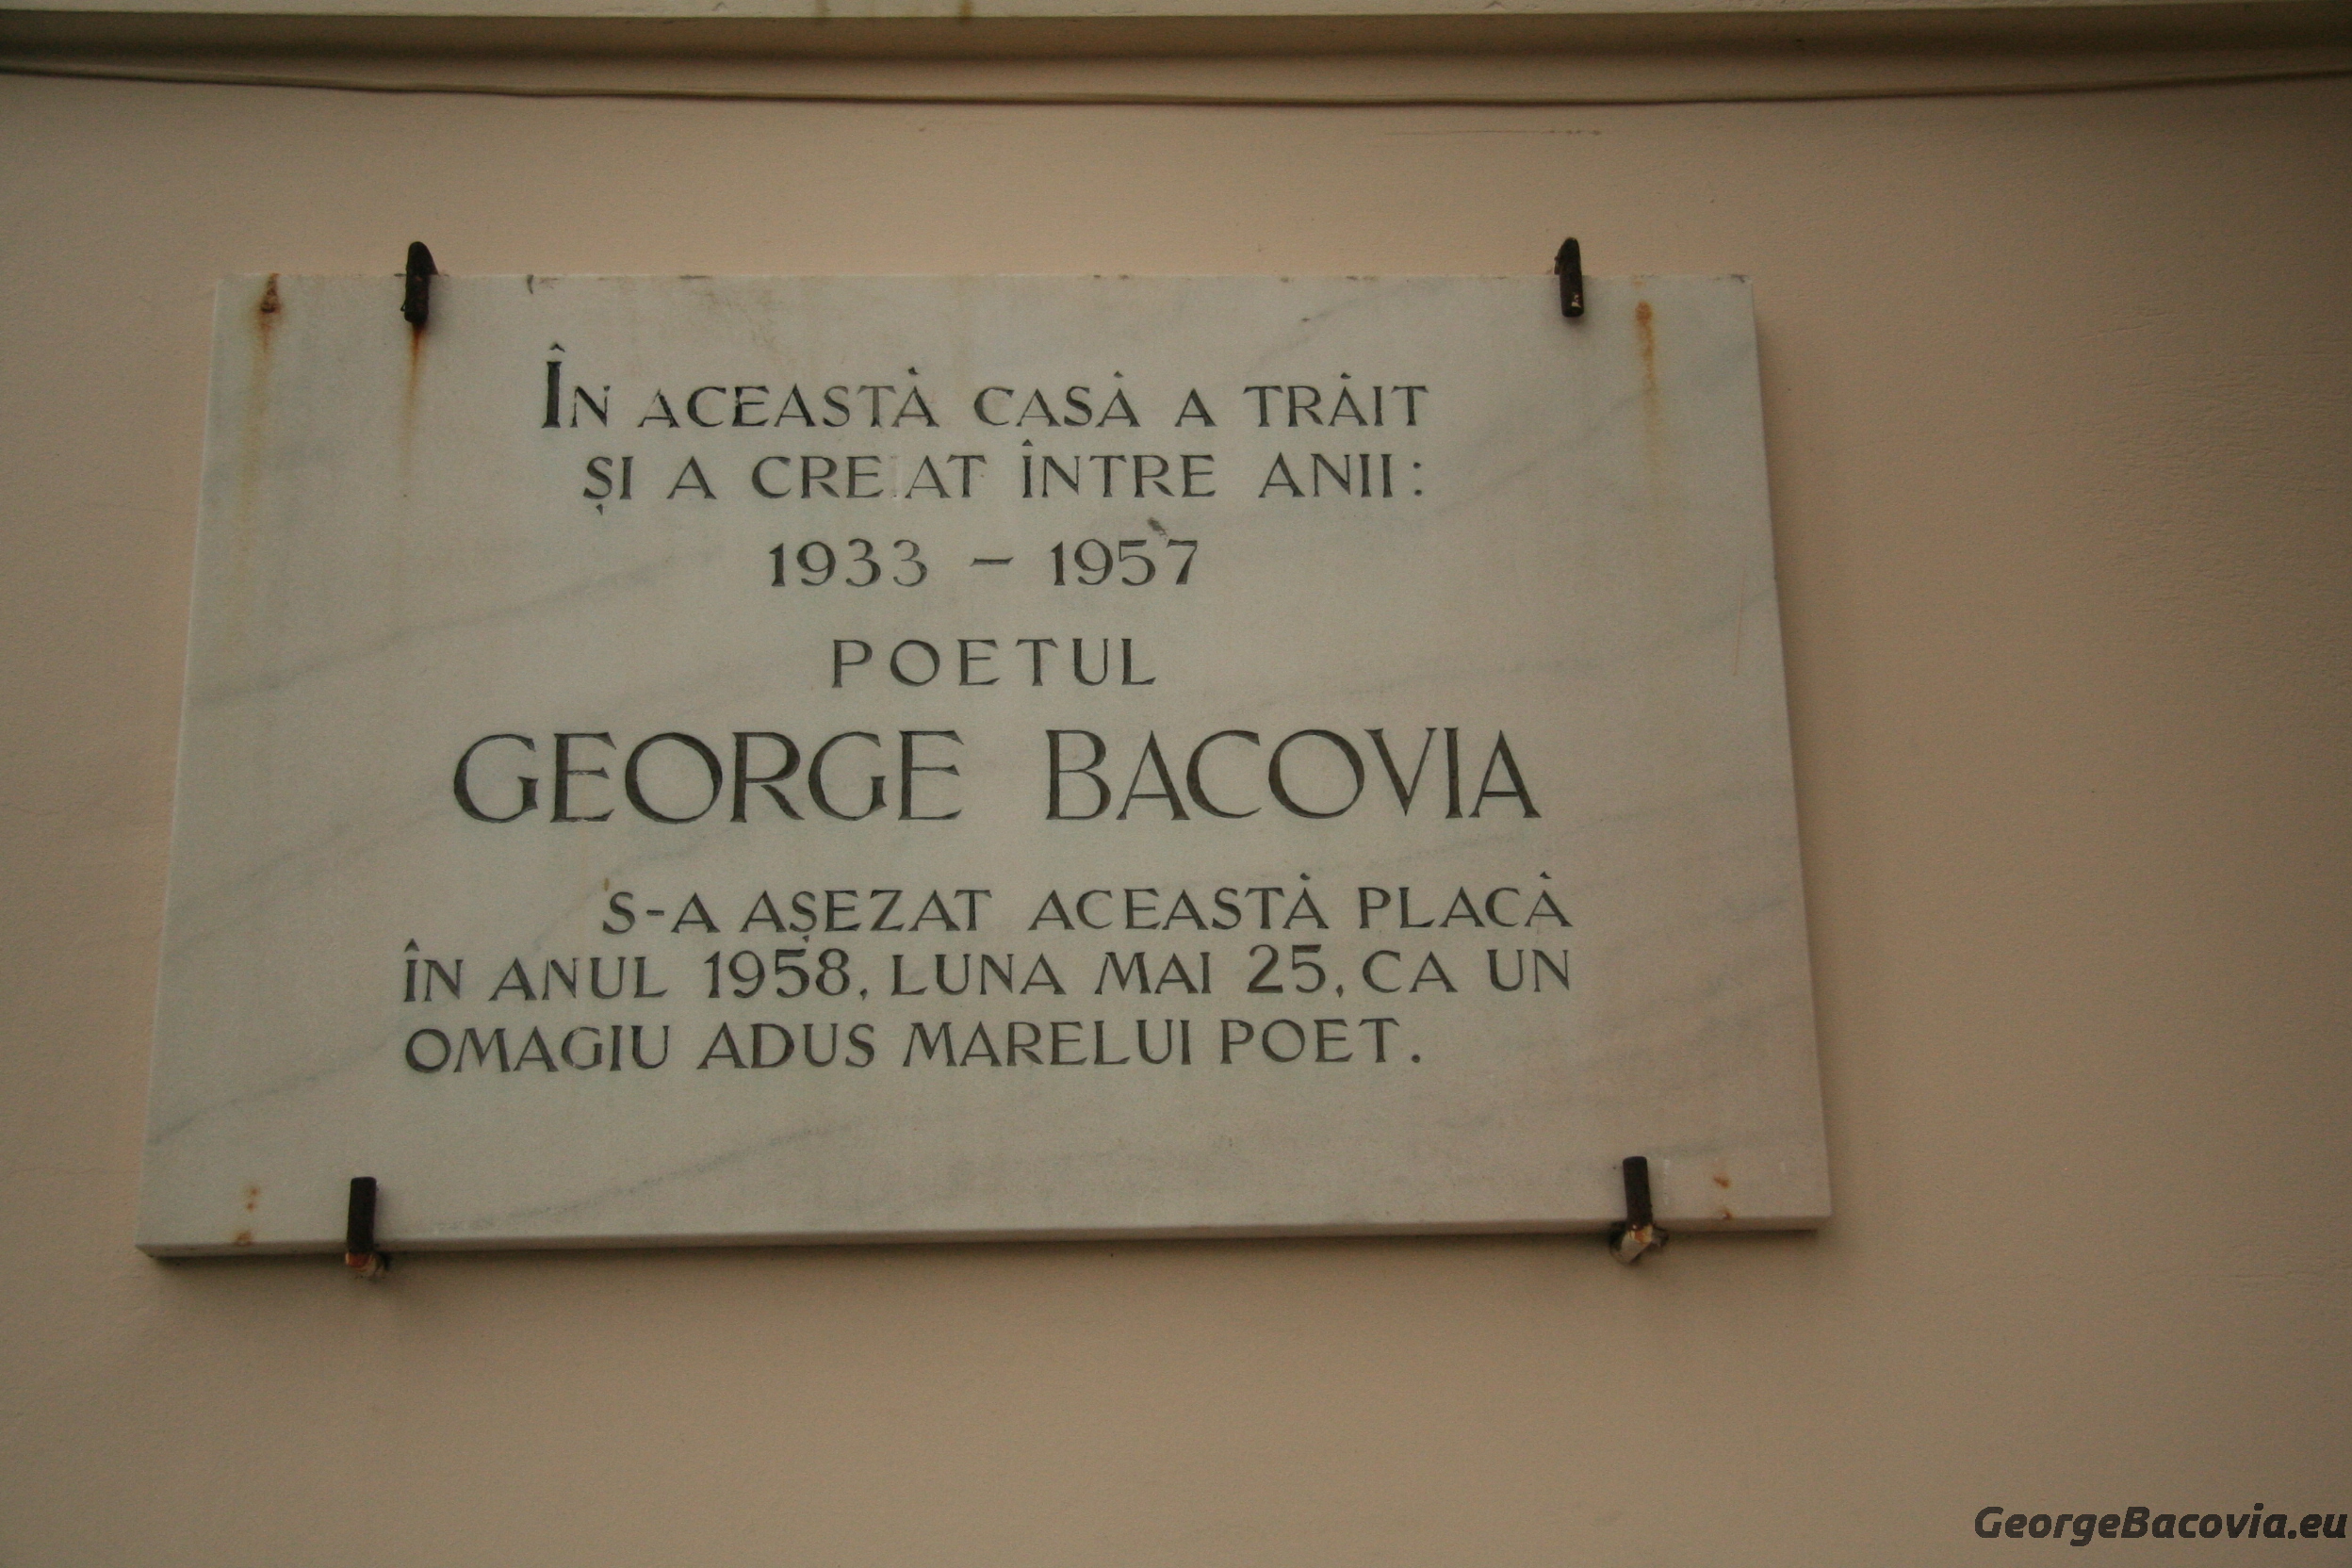 ÎN ACEASTĂ CASĂ A TRĂIT
ȘI A CREAT ÎNTRE ANII:
1933 – 1957
POETUL
GEORGE BACOVIA
S-A AȘEZAT ACEASTĂ PLACĂ
ÎN ANUL 1958, LUNA MAI 25, CA UN
OMAGIU ADUS MARELUI POET.
GeorgeBacovia.eu